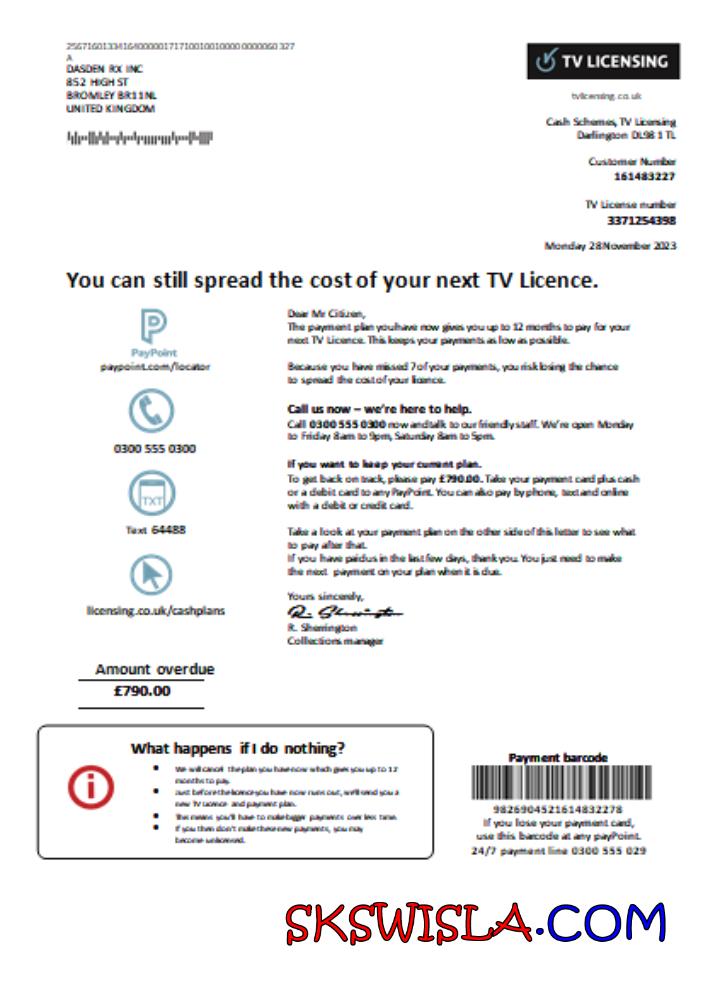 2567160133416400000171710010010000 0000060 327
A
DASDEN RX INC
852 HIGH ST
BROMLEY BR11NL
UNITED KINGDOM
TV LICENSING
tvlicensing.co.uk
Cash Schemes, TV Licensing
Darlington DL98 1 TL
Customer Number
161483227
TV License number
3371254398
Monday 28November 2023
You can still spread the cost of your next TV Licence.
PayPoint
paypoint.com/locator
0300 555 0300
TXT
Text 64488
licensing.co.uk/cashplans
Amount overdue
£790.00
Dear Mr Citizen,
The payment plan you have now gives you up to 12 months to pay for your
next TV Licence. This keeps your payments as low as possible.
Because you have missed 7 of your payments, you risk losing the chance
to spread the cost of your licence.
Call us now – we're here to help.
Call 0300 555 0300 now and talk to our friendly staff. We're open Monday
to Friday 8am to 9pm, Saturday 8am to 5pm.
If you want to keep your current plan.
To get back on track, please pay £790.00. Take your payment card plus cash
or a debit card to any PayPoint. You can also pay by phone, text and online
with a debit or credit card.
Take a look at your payment plan on the other side of this letter to see what
to pay after that.
If you have paid us in the last few days, thank you. You just need to make
the next payment on your plan when it is due.
Yours sincerely,
R. Sherrington
R. Sherrington
Collections manager
What happens if I do nothing?
We will cancel the plan you have now which gives you up to 12
months to pay.
Just before the licence you have now runs out, we'll send you a
new TV Licence and payment plan.
This means you'll have to make bigger payments over less time.
If you then don't make these new payments, you may
become unlicensed.
Payment barcode
9826904521614832278
If you lose your payment card,
use this barcode at any payPoint.
24/7 payment line 0300 555 029
SKSWISLA.COM